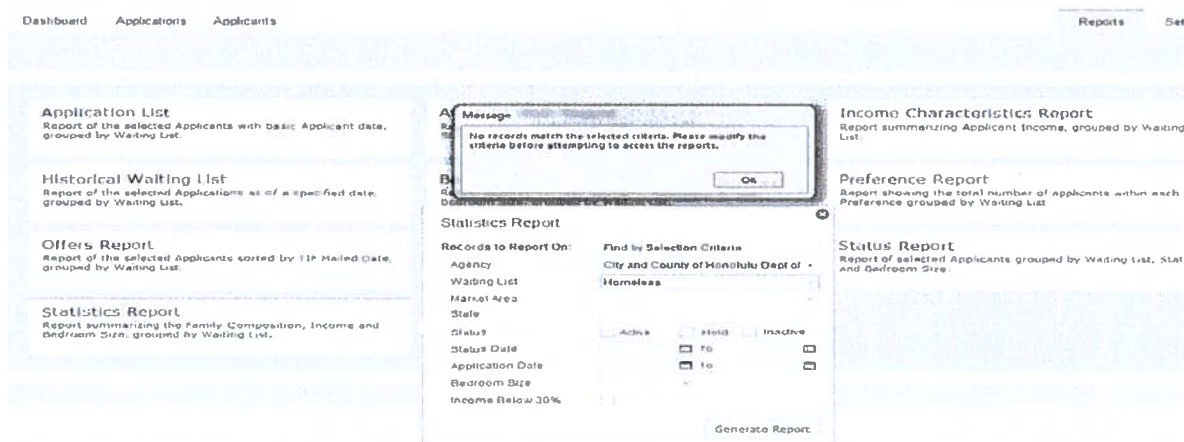 Dashboard Applications Applicants Reports
Application List
Report of the selected Applicants with basic Applicant data,
grouped by Waiting List.
Historical Waiting List
Report of the selected Applications as of a specified date,
grouped by Waiting List.
Offers Report
Report of the selected Applicants sorted by TIP Mailed Date,
grouped by Waiting List.
Statistics Report
Report summarizing the Family Composition, Income and
Bedroom Size, grouped by Waiting List.
Message
No records match the selected criteria. Please modify the
criteria before attempting to access the reports.
OK
Statistics Report
Records to Report On: Find by Selection Criteria
Agency City and County of Honolulu Dept of
Waiting List Homeless
Market Area
State
Status Active Hold Inactive
Status Date to
Application Date to
Bedroom Size
Income Below 30%
Generate Report
Income Characteristics Report
Report summarizing Applicant Income, grouped by Waiting
List.
Preference Report
Report showing the total number of applicants within each
Preference grouped by Waiting List
Status Report
Report of selected Applicants grouped by Waiting List, Stat
and Bedroom Size.